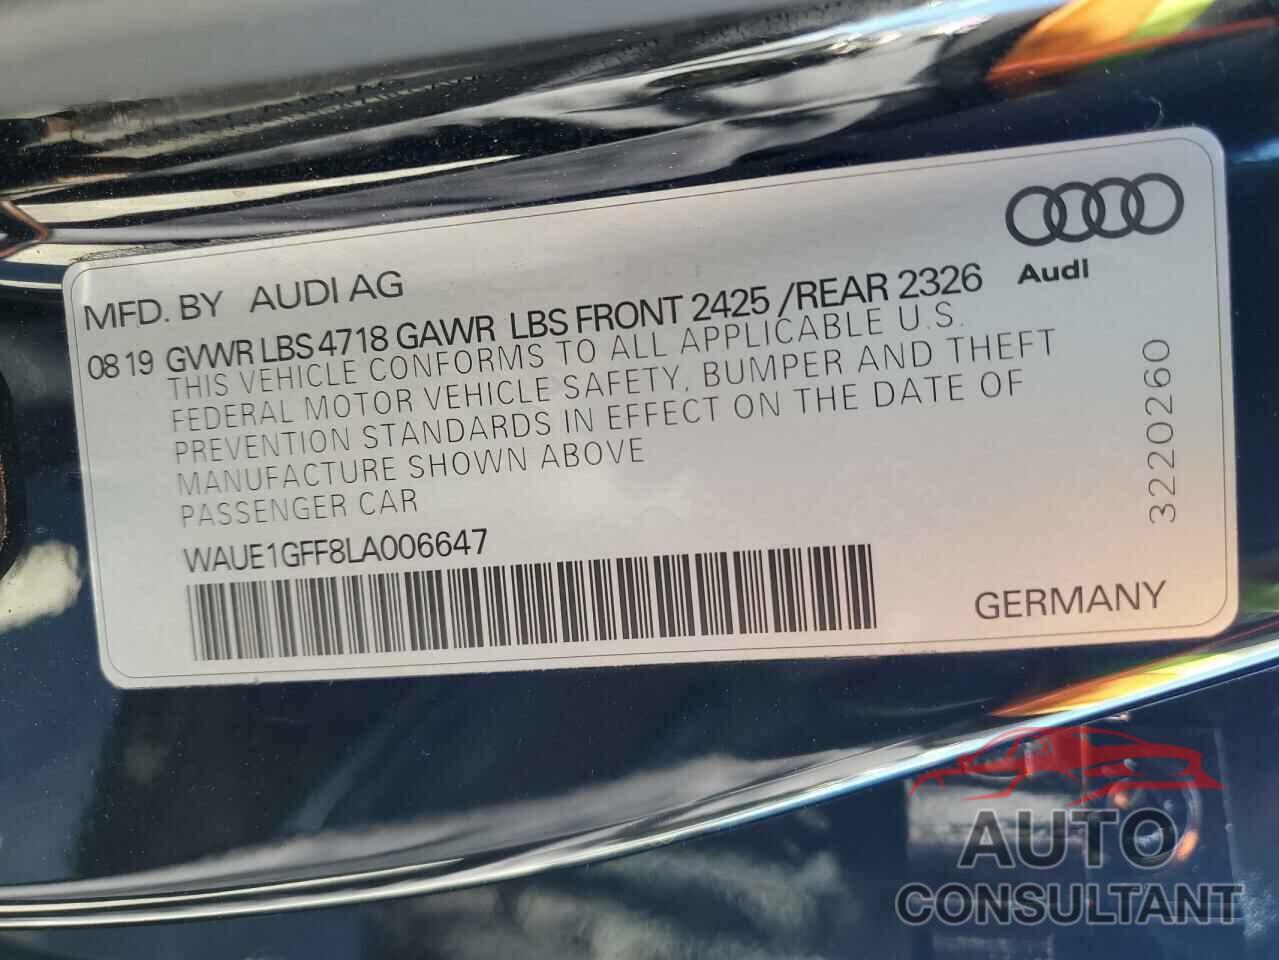 Audi
MFD. BY AUDI AG
08 19 GVWR LBS 4718 GAWR LBS FRONT 2425 /REAR 2326
THIS VEHICLE CONFORMS TO ALL APPLICABLE U.S.
FEDERAL MOTOR VEHICLE SAFETY, BUMPER AND THEFT
PREVENTION STANDARDS IN EFFECT ON THE DATE OF
MANUFACTURE SHOWN ABOVE
PASSENGER CAR
WAUE1GFF8LA006647
3220260
GERMANY
AUTO
CONSULTANT